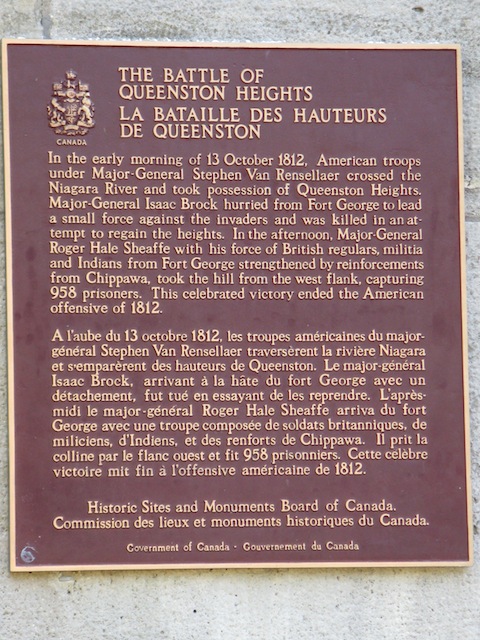 CANADA
THE BATTLE OF
QUEENSTON HEIGHTS
LA BATAILLE DES HAUTEURS
DE QUEENSTON
In the early morning of 13 October 1812, American troops
under Major-General Stephen Van Rensellaer crossed the
Niagara River and took possession of Queenston Heights.
Major-General Isaac Brock hurried from Fort George to lead
a small force against the invaders and was killed in an at-
tempt to regain the heights. In the afternoon, Major-General
Roger Hale Sheaffe with his force of British regulars, militia
and Indians from Fort George strengthened by reinforcements
from Chippawa, took the hill from the west flank, capturing
958 prisoners. This celebrated victory ended the American
offensive of 1812.
A l'aube du 13 octobre 1812, les troupes américaines du major-
général Stephen Van Rensellaer traversèrent la rivière Niagara
et s'emparèrent des hauteurs de Queenston. Le major-général
Isaac Brock, arrivant à la hâte du fort George avec un
détachement, fut tué en essayant de les reprendre. L'après-
midi le major-général Roger Hale Sheaffe arriva du fort
George avec une troupe composée de soldats britanniques, de
miliciens, d'Indiens, et des renforts de Chippawa. Il prit la
colline par le flanc ouest et fit 958 prisonniers. Cette célèbre
victoire mit fin à l'offensive américaine de 1812.
Historic Sites and Monuments Board of Canada.
Commission des lieux et monuments historiques du Canada.
Government of Canada · Gouvernement du Canada